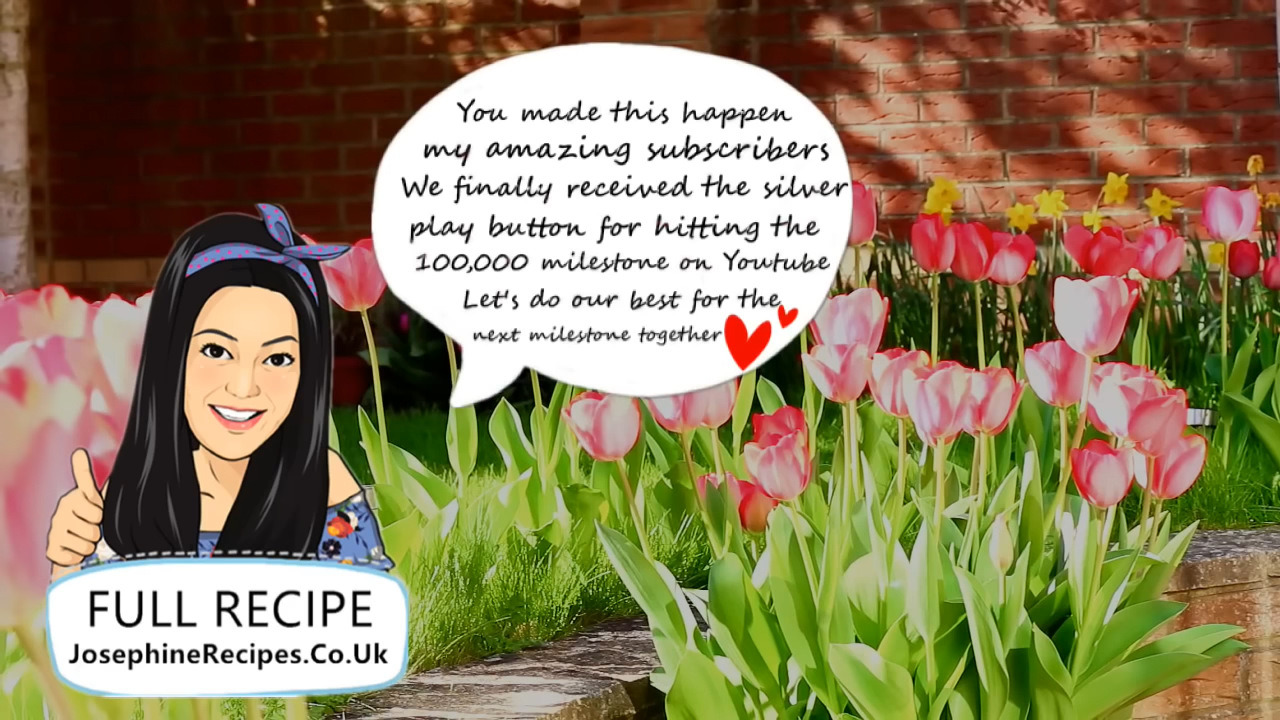 You made this happen
my amazing subscribers
We finally received the silver
play button for hitting the
100,000 milestone on Youtube
Let's do our best for the
next milestone together
FULL RECIPE
JosephineRecipes.Co.Uk